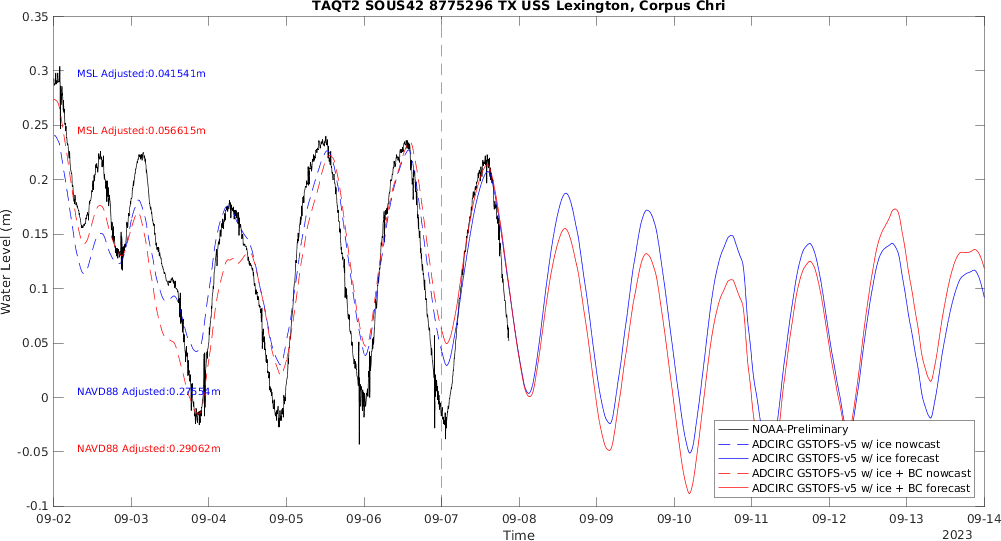 TAQT2 SOUS42 8775296 TX USS Lexington, Corpus Chri
0.35
0.3
0.25
0.2
0.15
0.1
0.05
0
-0.05
-0.1
Water Level (m)
MSL Adjusted:0.041541m
MSL Adjusted:0.056615m
NAVD88 Adjusted:0.27554m
NAVD88 Adjusted:0.29062m
NOAA-Preliminary
ADCIRC GSTOFS-v5 w/ ice nowcast
ADCIRC GSTOFS-v5 w/ ice forecast
ADCIRC GSTOFS-v5 w/ ice + BC nowcast
ADCIRC GSTOFS-v5 w/ ice + BC forecast
09-02 09-03 09-04 09-05 09-06 09-07 09-08 09-09 09-10 09-11 09-12 09-13 09-14
Time
2023